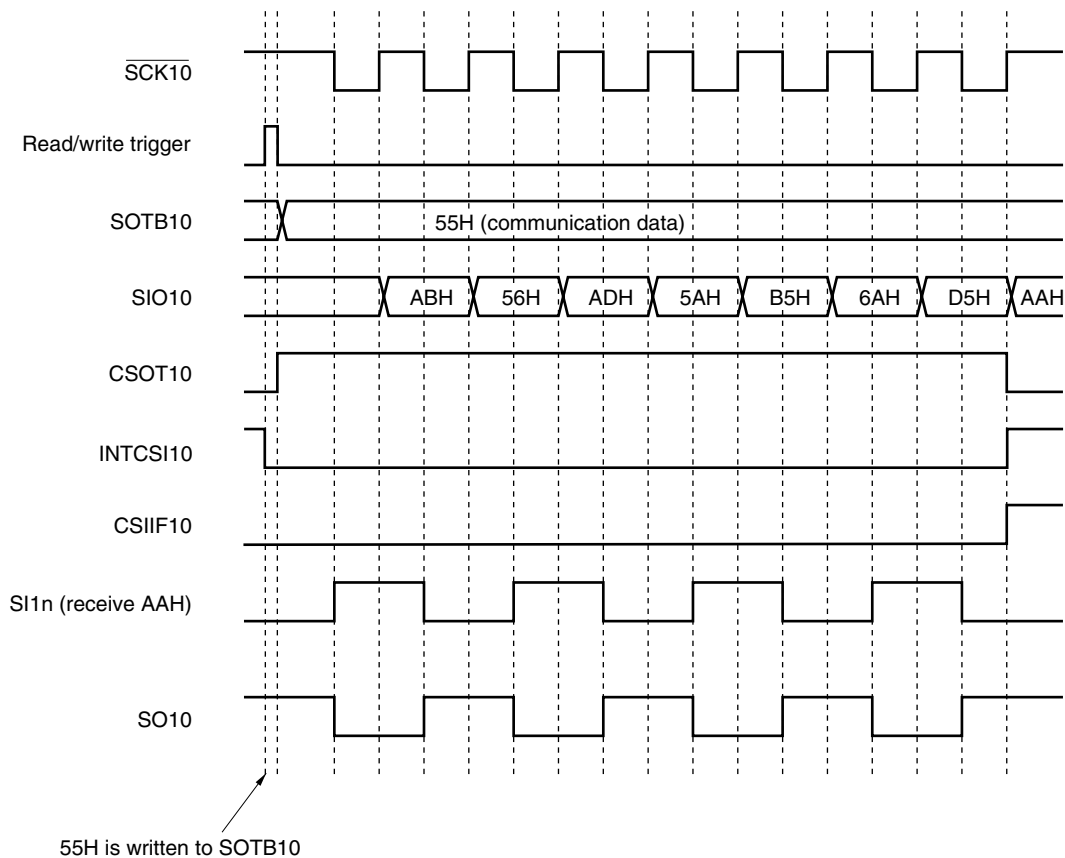 SCK10
Read/write trigger
SOTB10
55H (communication data)
SIO10
ABH 56H ADH 5AH B5H 6AH D5H AAH
CSOT10
INTCSI10
CSIIF10
SI1n (receive AAH)
SO10
55H is written to SOTB10